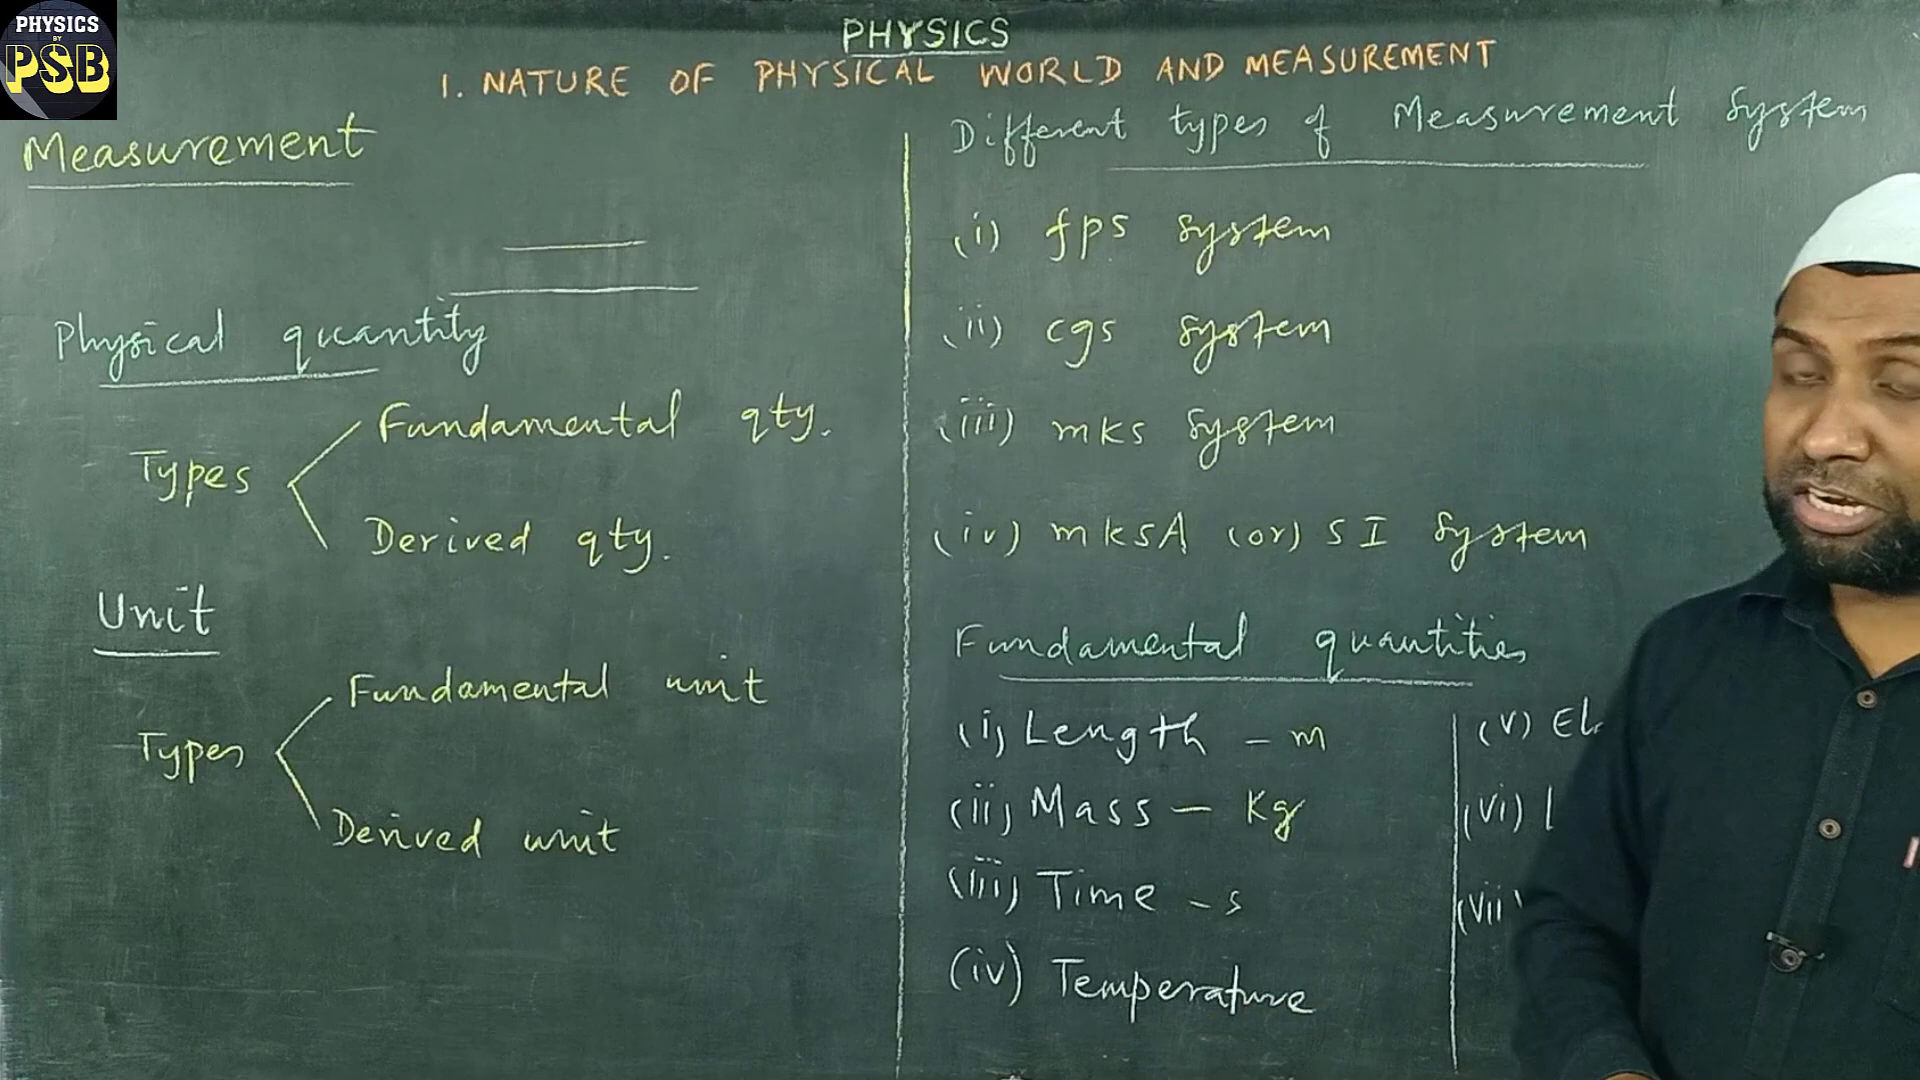 PHYSICS
BY
PSB
PHYSICS
1. NATURE OF PHYSICAL WORLD AND MEASUREMENT
Measurement
Physical quantity
Types
Fundamental qty.
Derived qty.
Unit
Types
Fundamental unit
Derived unit
Different types of Measurement System
(i) fps system
(ii) cgs system
(iii) mks system
(iv) mksA (or) SI system
Fundamental quantities
(i) Length - m
(ii) Mass - Kg
(iii) Time - s
(iv) Temperature
(v) El
(vi)
(vii)